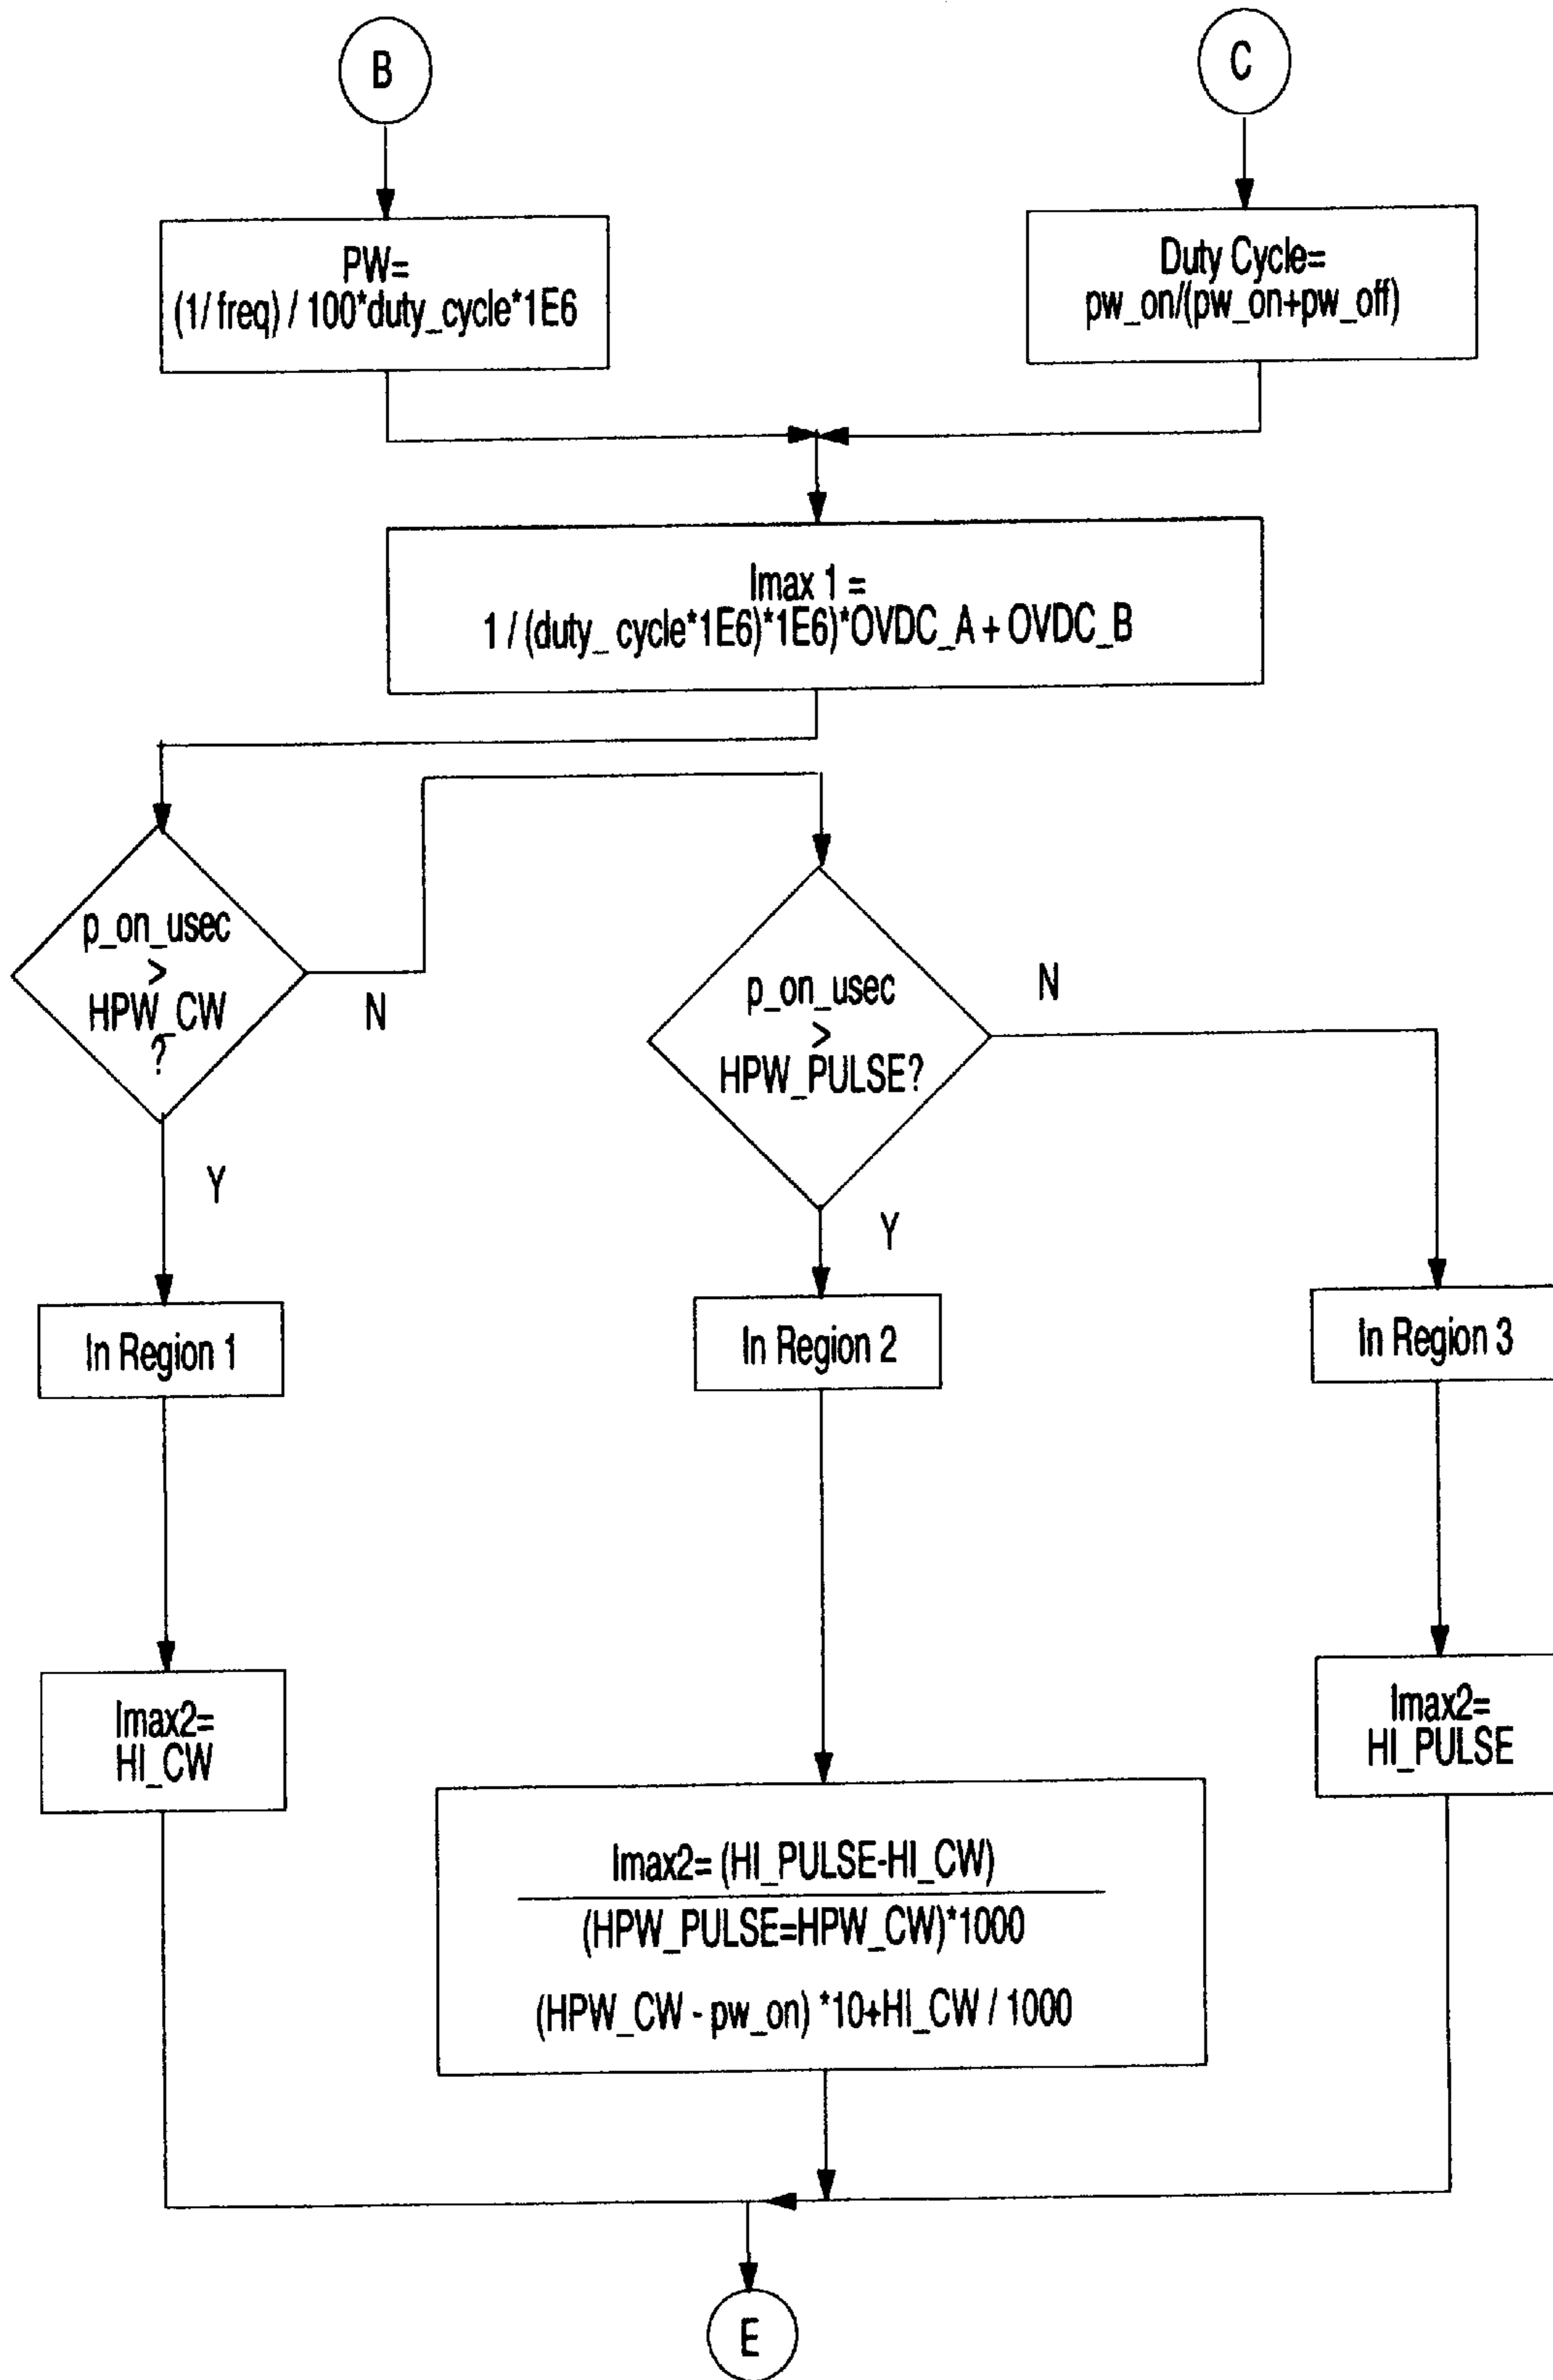 B
C
PW=
(1/ freq) / 100*duty_cycle*1E6
Duty Cycle=
pw_on/(pw_on+pw_off)
Imax 1 =
1 / (duty_ cycle*1E6)*1E6)*OVDC_A + OVDC_B
p_on_usec
>
HPW_CW
?
N
Y
p_on_usec
>
HPW_PULSE?
N
Y
In Region 1
In Region 2
In Region 3
Imax2=
HI_CW
Imax2= (HI_PULSE-HI_CW)
(HPW_PULSE=HPW_CW)*1000
(HPW_CW - pw_on) *10+HI_CW / 1000
Imax2=
HI_PULSE
E